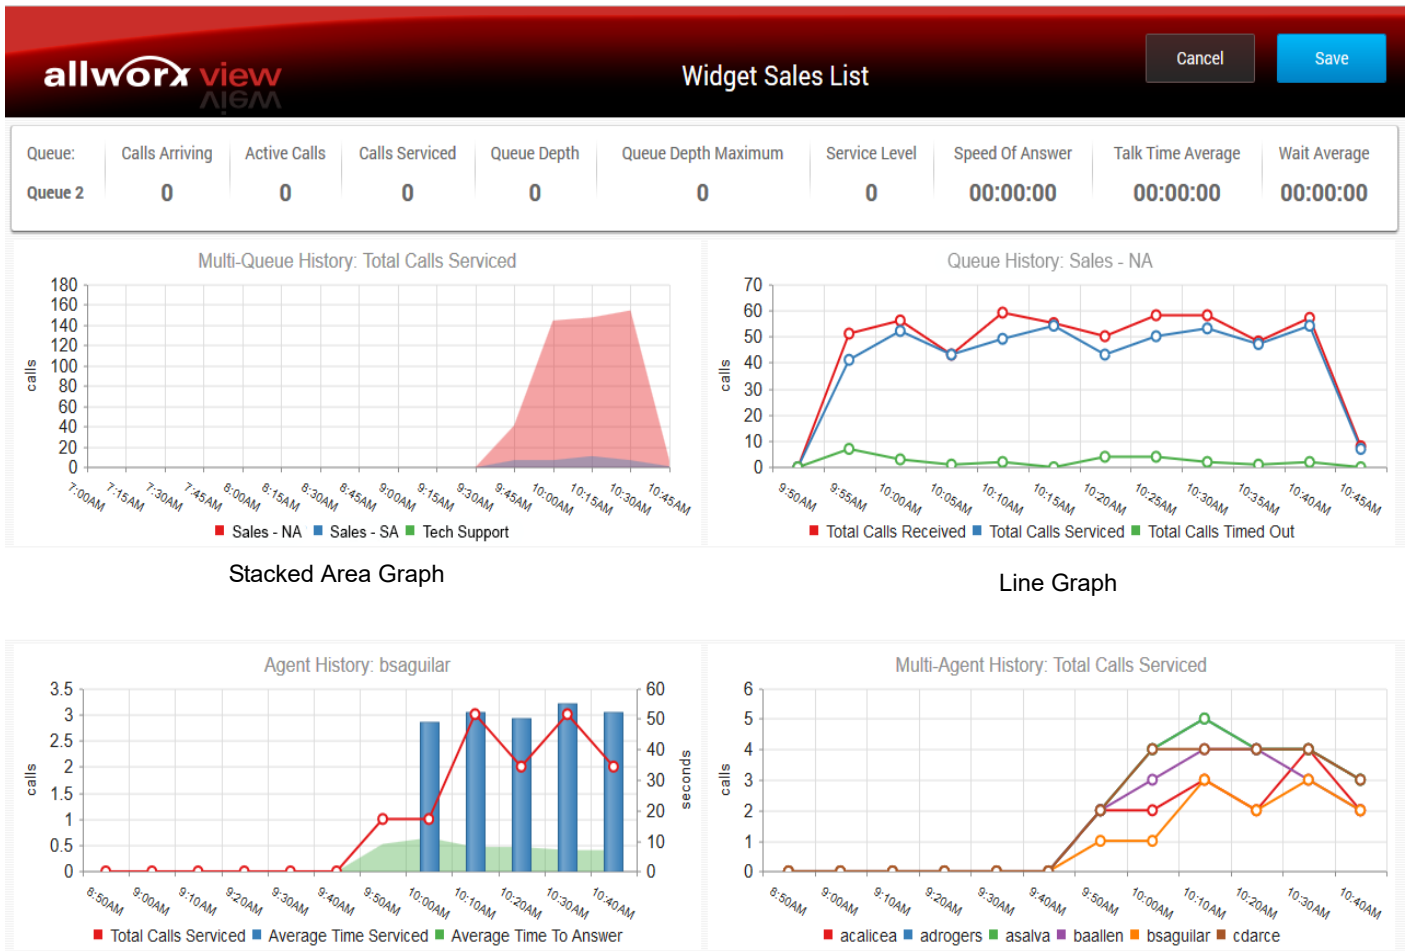 allworx view
Widget Sales List
Cancel
Save
Queue: Calls Arriving Active Calls Calls Serviced Queue Depth Queue Depth Maximum Service Level Speed Of Answer Talk Time Average Wait Average
Queue 2 0 0 0 0 0 0 00:00:00 00:00:00 00:00:00
Multi-Queue History: Total Calls Serviced
180
160
140
120
100
80
60
40
20
0
calls
7:00AM 7:15AM 7:30AM 7:45AM 8:00AM 8:15AM 8:30AM 8:45AM 9:00AM 9:15AM 9:30AM 9:45AM 10:00AM 10:15AM 10:30AM 10:45AM
Sales - NA Sales - SA Tech Support
Stacked Area Graph
Queue History: Sales - NA
70
60
50
40
30
20
10
0
calls
9:50AM 9:55AM 10:00AM 10:05AM 10:10AM 10:15AM 10:20AM 10:25AM 10:30AM 10:35AM 10:40AM 10:45AM
Total Calls Received Total Calls Serviced Total Calls Timed Out
Line Graph
Agent History: bsaguilar
3.5
3
2.5
2
1.5
1
0.5
0
calls
60
50
40
30
20
10
0
seconds
8:50AM 9:00AM 9:10AM 9:20AM 9:30AM 9:40AM 9:50AM 10:00AM 10:10AM 10:20AM 10:30AM 10:40AM
Total Calls Serviced Average Time Serviced Average Time To Answer
Multi-Agent History: Total Calls Serviced
6
5
4
3
2
1
0
calls
8:50AM 9:00AM 9:10AM 9:20AM 9:30AM 9:40AM 9:50AM 10:00AM 10:10AM 10:20AM 10:30AM 10:40AM
acalicea adrogers asalva baallen bsaguilar cdarce